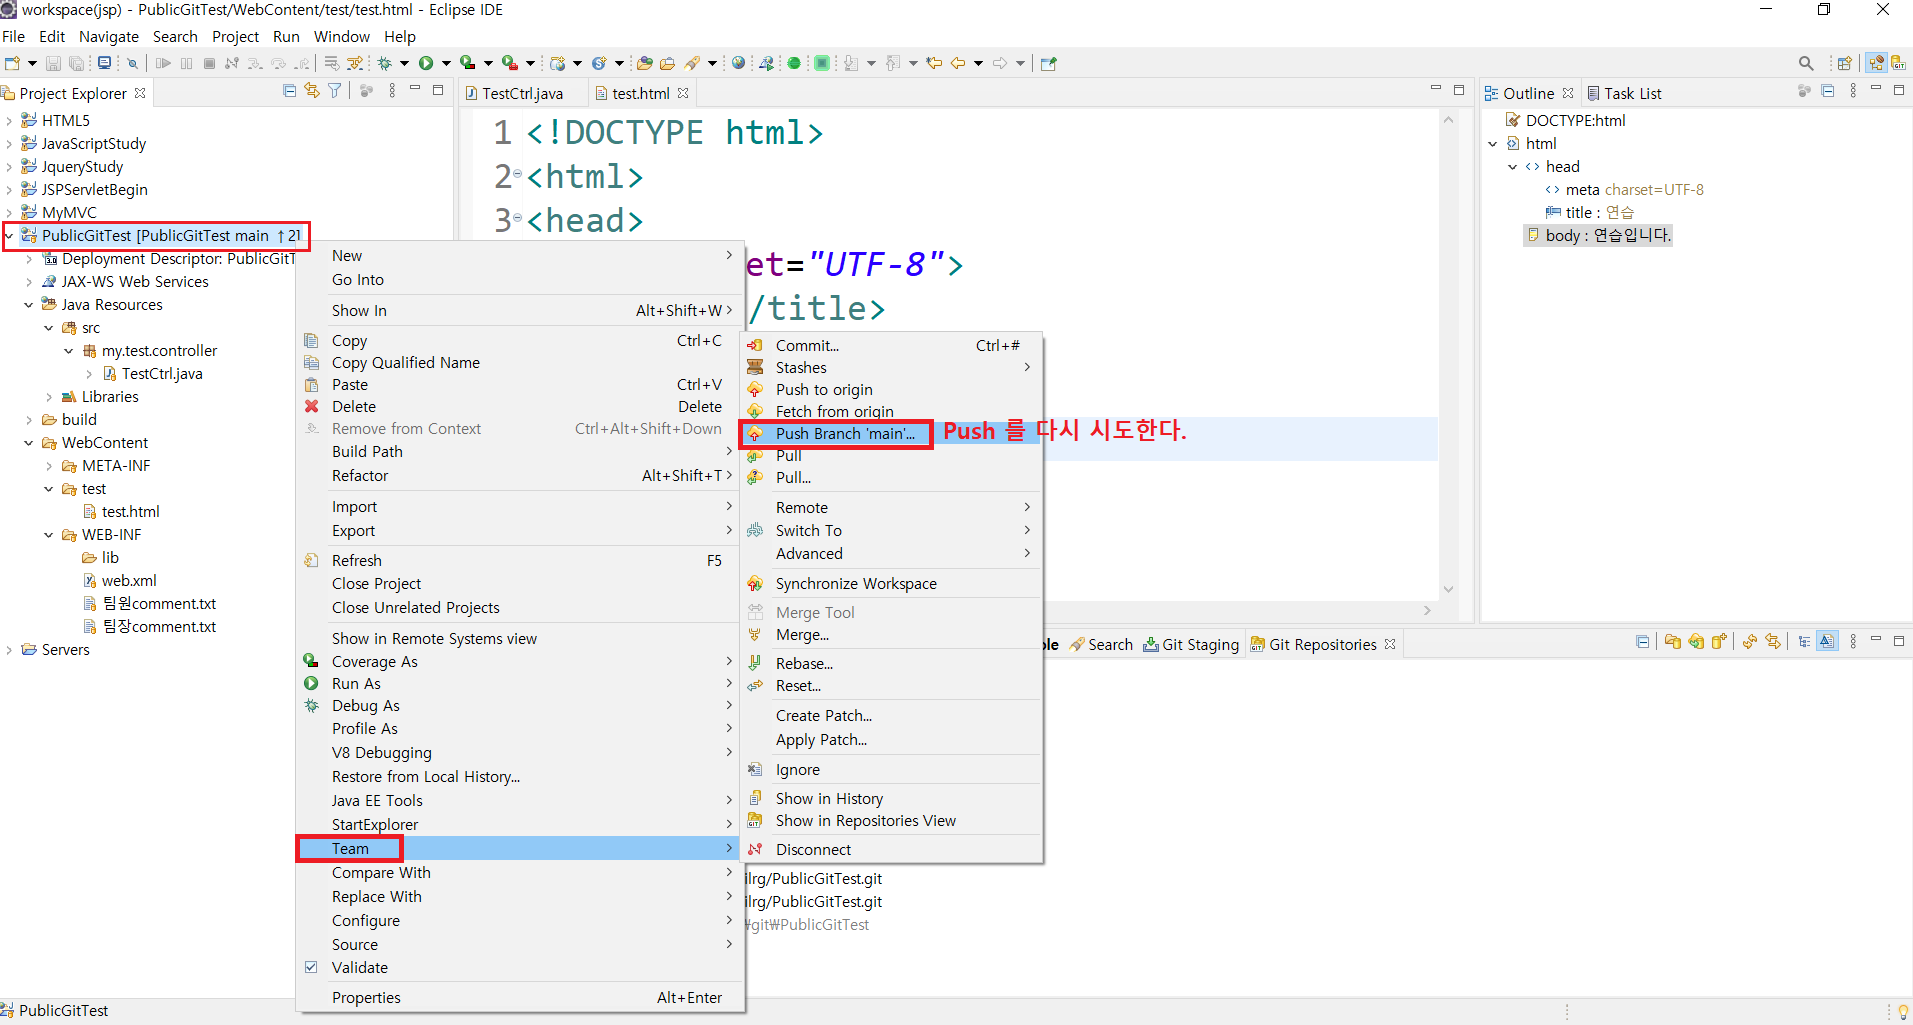 workspace(jsp) - PublicGitTest/WebContent/test/test.html - Eclipse IDE
File Edit Navigate Search Project Run Window Help
Project Explorer
HTML5
JavaScriptStudy
JqueryStudy
JSPServletBegin
MyMVC
PublicGitTest [PublicGitTest main ↑2]
Deployment Descriptor: PublicGitT
JAX-WS Web Services
Java Resources
src
my.test.controller
TestCtrl.java
Libraries
build
WebContent
META-INF
test
test.html
WEB-INF
lib
web.xml
팀원comment.txt
팀장comment.txt
Servers
TestCtrl.java test.html
1 <!DOCTYPE html>
2 <html>
3 <head>
et="UTF-8">
/title>
New
Go Into
Show In Alt+Shift+W
Copy Ctrl+C
Copy Qualified Name
Paste Ctrl+V
Delete Delete
Remove from Context Ctrl+Alt+Shift+Down
Build Path
Refactor Alt+Shift+T
Import
Export
Refresh F5
Close Project
Close Unrelated Projects
Show in Remote Systems view
Coverage As
Run As
Debug As
Profile As
V8 Debugging
Restore from Local History...
Java EE Tools
StartExplorer
Team
Compare With
Replace With
Configure
Source
Validate
Properties Alt+Enter
Commit... Ctrl+#
Stashes
Push to origin
Fetch from origin
Push Branch 'main'...
Push 를 다시 시도한다.
Pull
Pull...
Remote
Switch To
Advanced
Synchronize Workspace
Merge Tool
Merge...
Rebase...
Reset...
Create Patch...
Apply Patch...
Ignore
Show in History
Show in Repositories View
Disconnect
Outline Task List
DOCTYPE:html
html
head
meta charset=UTF-8
title : 연습
body : 연습입니다.
ole Search Git Staging Git Repositories
ilrg/PublicGitTest.git
ilrg/PublicGitTest.git
₩git₩PublicGitTest
PublicGitTest